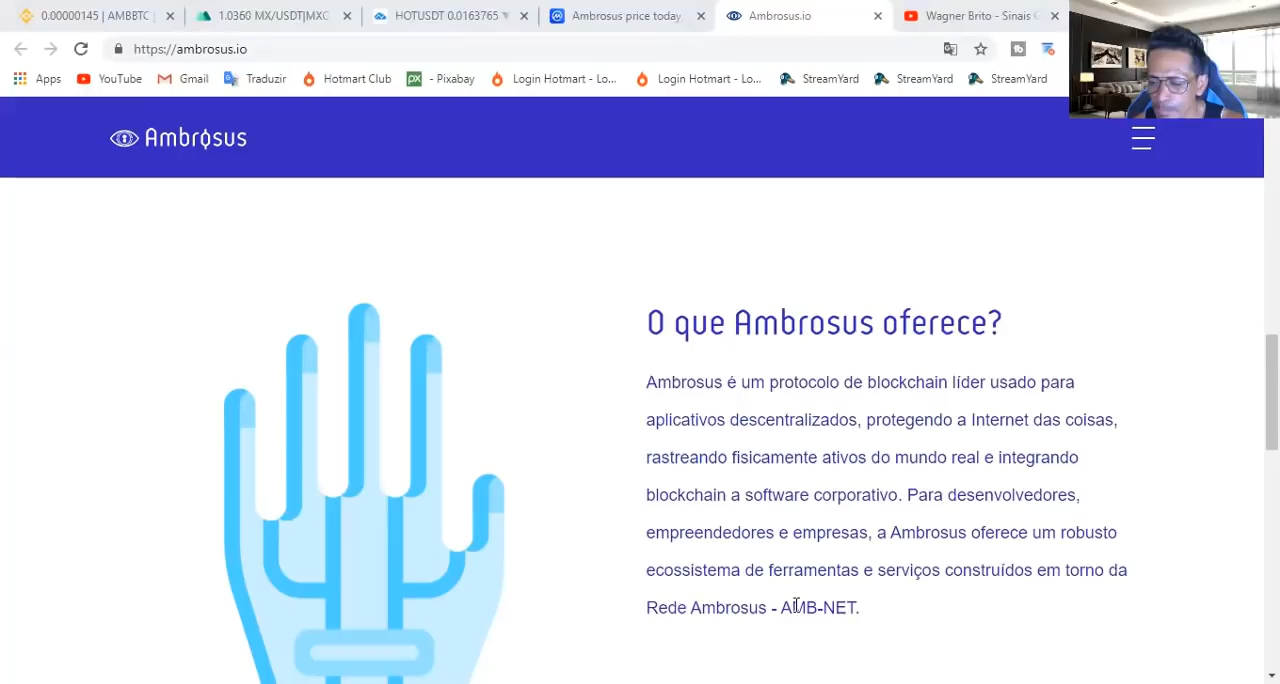 0.00000145 | AMBBTC
1.0360 MX/USDT|MXC
HOTUSDT 0.0163765
Ambrosus price today
Ambrosus.io
Wagner Brito - Sinais
https://ambrosus.io
Apps
YouTube
Gmail
Traduzir
Hotmart Club
px
- Pixabay
Login Hotmart - Lo...
Login Hotmart - Lo...
StreamYard
StreamYard
StreamYard
Ambrosus
O que Ambrosus oferece?
Ambrosus é um protocolo de blockchain líder usado para
aplicativos descentralizados, protegendo a Internet das coisas,
rastreando fisicamente ativos do mundo real e integrando
blockchain a software corporativo. Para desenvolvedores,
empreendedores e empresas, a Ambrosus oferece um robusto
ecossistema de ferramentas e serviços construídos em torno da
Rede Ambrosus - AMB-NET.